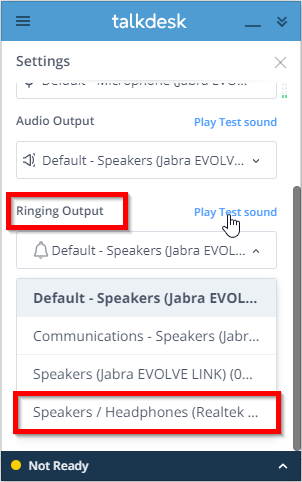 talkdesk
Settings
Default - Microphone (Jabra EVOL...
Audio Output Play Test sound
Default - Speakers (Jabra EVOLV...
Ringing Output Play Test sound
Default - Speakers (Jabra EVOL...
Default - Speakers (Jabra EVOL...
Communications - Speakers (Jabr...
Speakers (Jabra EVOLVE LINK) (0...
Speakers / Headphones (Realtek ...
Not Ready